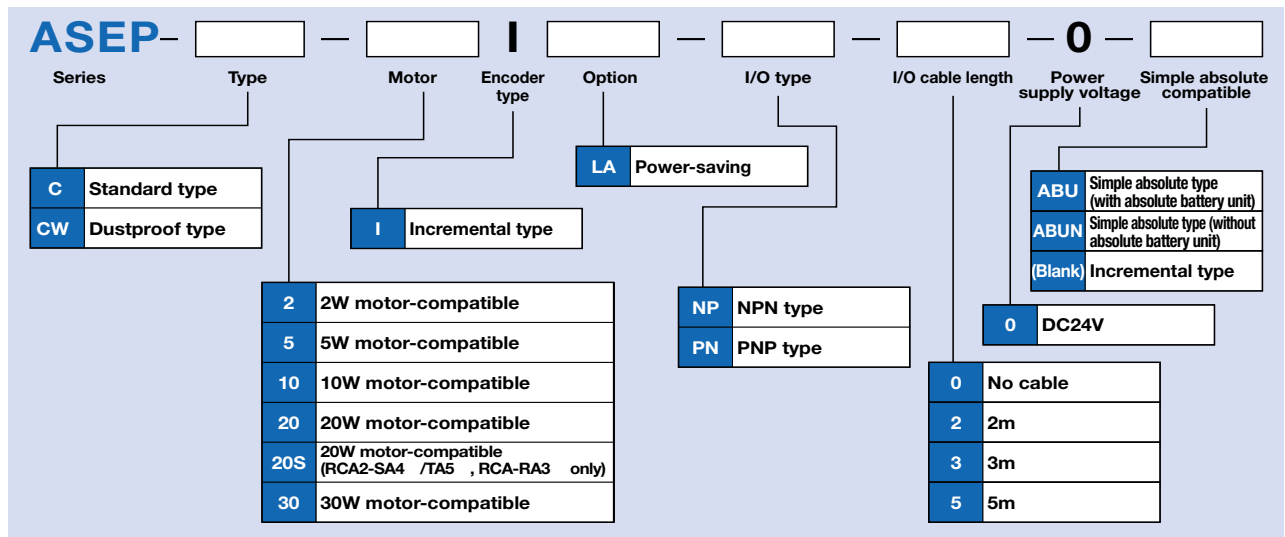 ASEP– — I — — — 0 —
Series Type Motor Encoder type Option I/O type I/O cable length Power supply voltage Simple absolute compatible
C Standard type
CW Dustproof type
I Incremental type
LA Power-saving
ABU Simple absolute type (with absolute battery unit)
ABUN Simple absolute type (without absolute battery unit)
(Blank) Incremental type
2 2W motor-compatible
5 5W motor-compatible
10 10W motor-compatible
20 20W motor-compatible
20S 20W motor-compatible
(RCA2-SA4 /TA5 , RCA-RA3 only)
30 30W motor-compatible
NP NPN type
PN PNP type
0 DC24V
0 No cable
2 2m
3 3m
5 5m